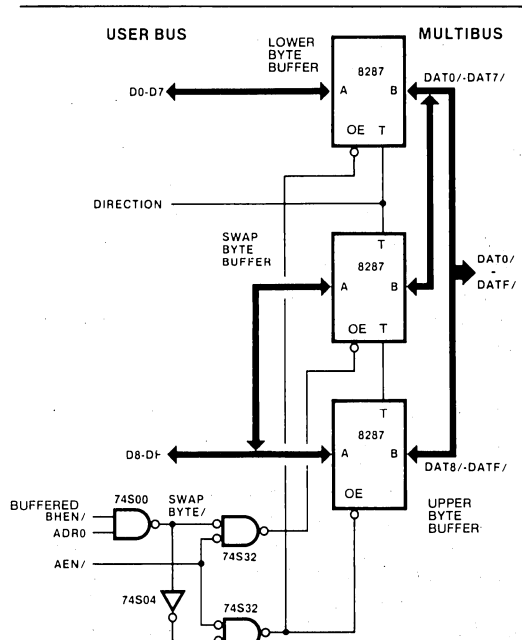 USER BUS
MULTIBUS
LOWER
BYTE
BUFFER
8287
A
B
OE
T
D0-D7
DAT0/-DAT7/
DIRECTION
SWAP
BYTE
BUFFER
T
8287
A
B
OE
T
DAT0/
-
DATF/
T
8287
A
B
OE
D8-DF
DAT8/-DATF/
UPPER
BYTE
BUFFER
BUFFERED
BHEN/
ADR0
74S00
SWAP
BYTE/
74S32
AEN/
74S04
74S32